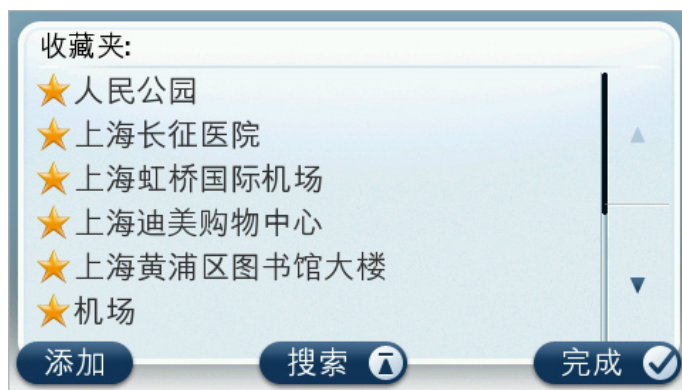 收藏夹:
人民公园
上海长征医院
上海虹桥国际机场
上海迪美购物中心
上海黄浦区图书馆大楼
机场
添加
搜索
完成